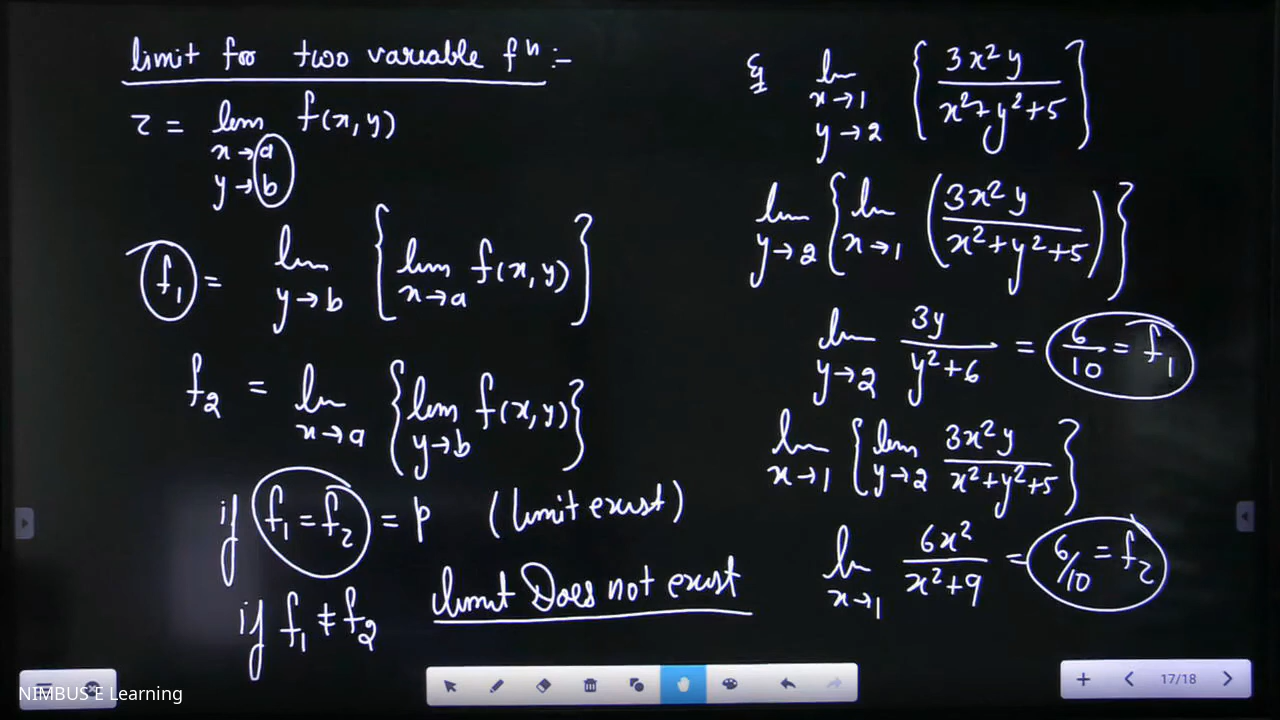 limit for two variable fⁿ :-
z = lim f(x, y)
x→a
y→b
f₁ = lim { lim f(x, y) }
y→b x→a
f₂ = lim { lim f(x, y) }
x→a y→b
if f₁ = f₂ = p (limit exist)
if f₁ ≠ f₂ limit Does not exist
Eg lim { 3x²y / x²+y²+5 }
x→1
y→2
lim { lim ( 3x²y / x²+y²+5 ) }
y→2 x→1
lim 3y / y²+6 = 6/10 = f₁
y→2
lim { lim 3x²y / x²+y²+5 }
x→1 y→2
lim 6x² / x²+9 = 6/10 = f₂
x→1
NIMBUS E Learning
17/18